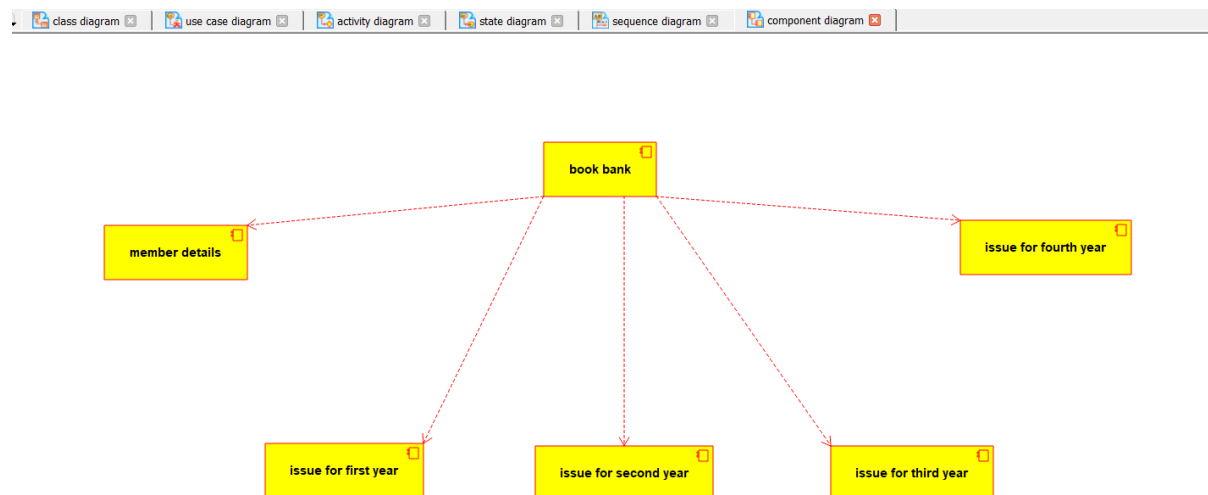 class diagram
use case diagram
activity diagram
state diagram
sequence diagram
component diagram
book bank
member details
issue for fourth year
issue for first year
issue for second year
issue for third year